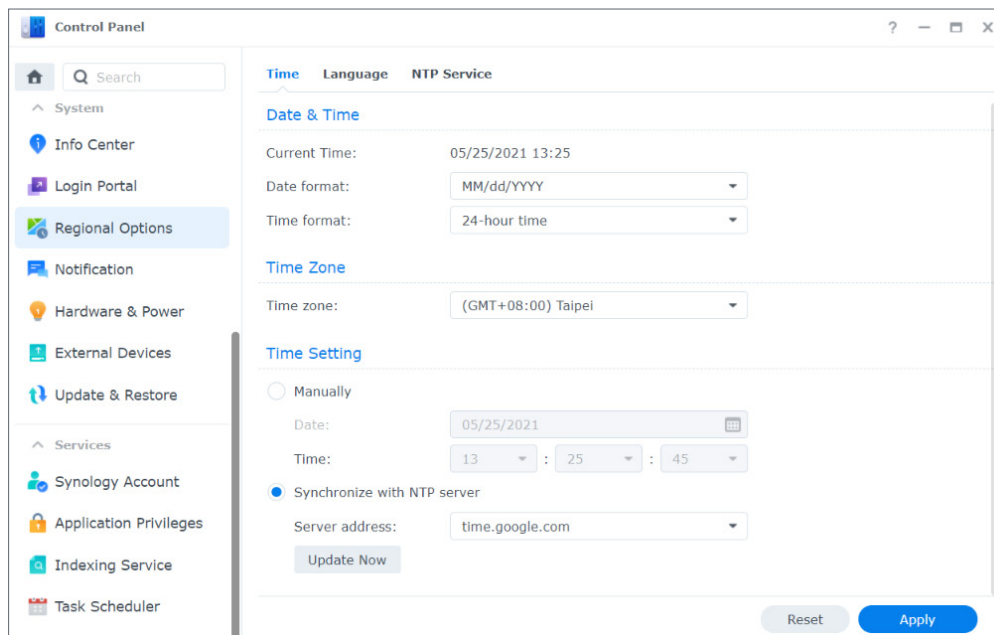 Control Panel
?
Search
System
Info Center
Login Portal
Regional Options
Notification
Hardware & Power
External Devices
Update & Restore
Services
Synology Account
Application Privileges
Indexing Service
Task Scheduler
Time Language NTP Service
Date & Time
Current Time: 05/25/2021 13:25
Date format: MM/dd/YYYY
Time format: 24-hour time
Time Zone
Time zone: (GMT+08:00) Taipei
Time Setting
Manually
Date: 05/25/2021
Time: 13 : 25 : 45
Synchronize with NTP server
Server address: time.google.com
Update Now
Reset Apply